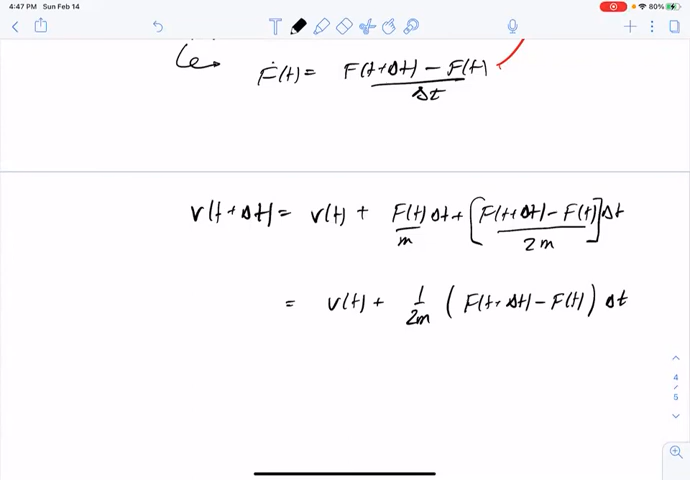 4:47 PM Sun Feb 14
80%
Ḟ(t) = F(t+Δt) - F(t) / Δt
v(t+Δt) = v(t) + F(t)/m Δt + [F(t+Δt) - F(t) / 2m] Δt
= v(t) + 1/2m (F(t+Δt) - F(t)) Δt
4
/
5